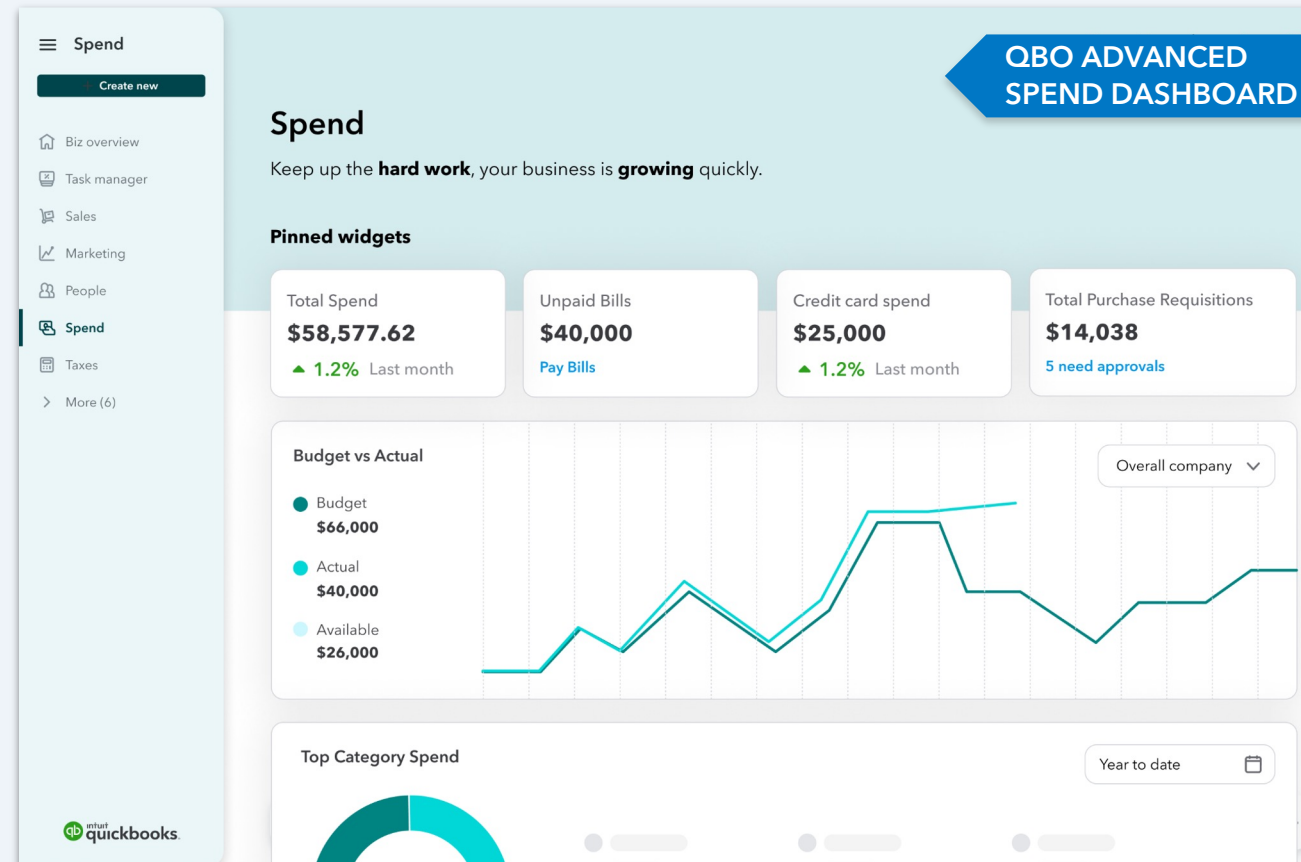 Spend
+ Create new
Biz overview
Task manager
Sales
Marketing
People
Spend
Taxes
More (6)
intuit
quickbooks.
qb
QBO ADVANCED
SPEND DASHBOARD
Spend
Keep up the hard work, your business is growing quickly.
Pinned widgets
Total Spend
$58,577.62
1.2% Last month
Unpaid Bills
$40,000
Pay Bills
Credit card spend
$25,000
1.2% Last month
Total Purchase Requisitions
$14,038
5 need approvals
Budget vs Actual
Overall company
Budget
$66,000
Actual
$40,000
Available
$26,000
Top Category Spend
Year to date